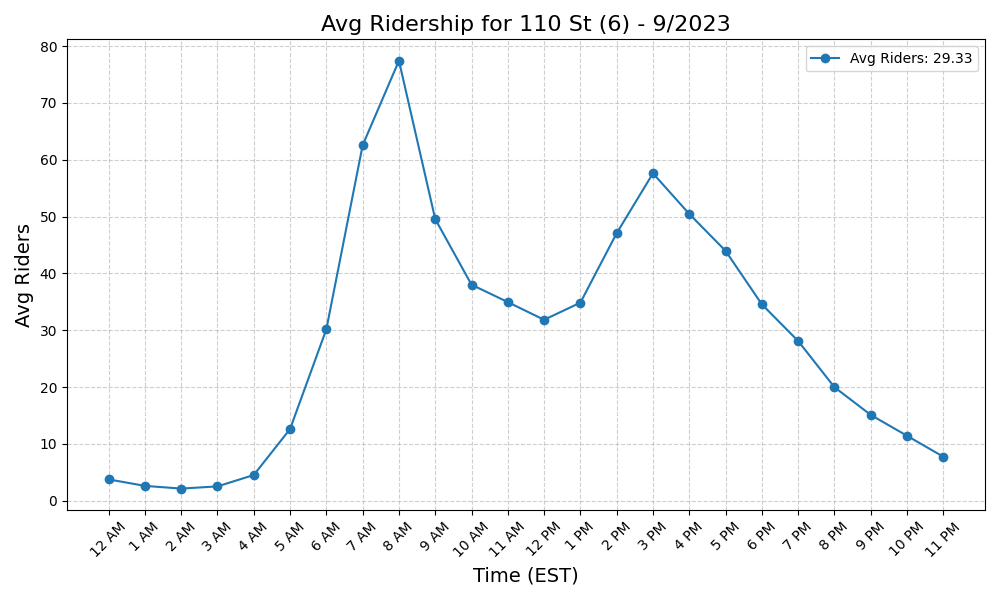 Avg Ridership for 110 St (6) - 9/2023
Avg Riders: 29.33
Avg Riders
80
70
60
50
40
30
20
10
0
12 AM
1 AM
2 AM
3 AM
4 AM
5 AM
6 AM
7 AM
8 AM
9 AM
10 AM
11 AM
12 PM
1 PM
2 PM
3 PM
4 PM
5 PM
6 PM
7 PM
8 PM
9 PM
10 PM
11 PM
Time (EST)